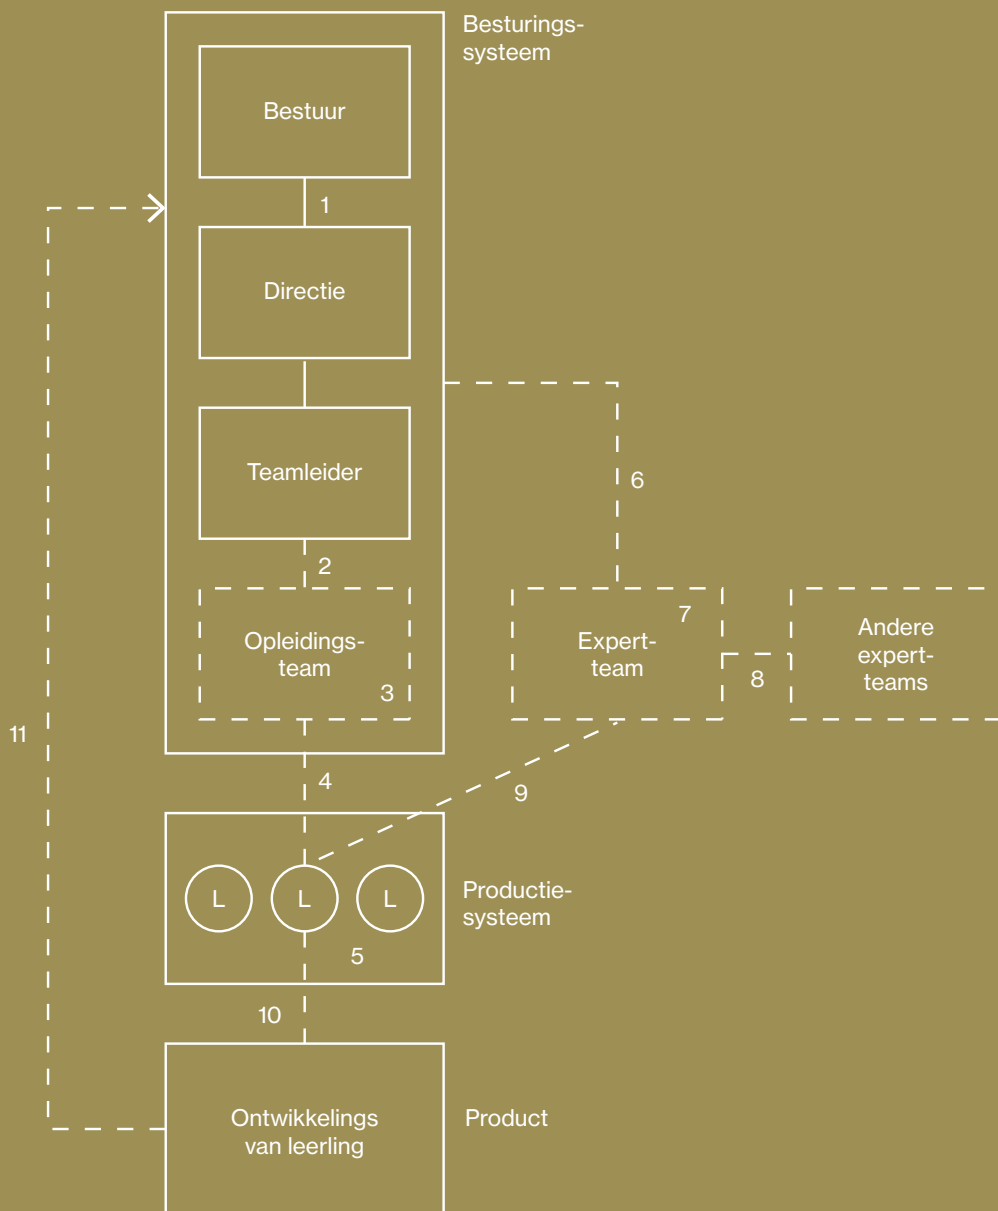 Besturings-
systeem
Bestuur
1
Directie
Teamleider
6
2
Opleidings-
team
3
Expert-
team
7
8
Andere
expert-
teams
11
4
9
L L L
Productie-
systeem
5
10
Ontwikkelings
van leerling
Product